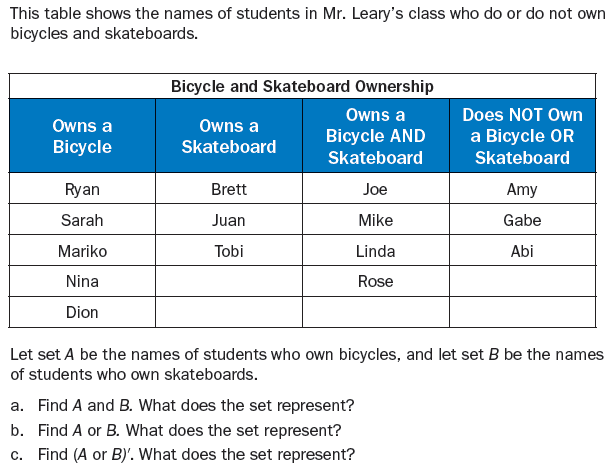 This table shows the names of students in Mr. Leary's class who do or do not own
bicycles and skateboards.
Bicycle and Skateboard Ownership
Owns a Bicycle | Owns a Skateboard | Owns a Bicycle AND Skateboard | Does NOT Own a Bicycle OR Skateboard
Ryan | Brett | Joe | Amy
Sarah | Juan | Mike | Gabe
Mariko | Tobi | Linda | Abi
Nina | Rose
Dion
Let set A be the names of students who own bicycles, and let set B be the names
of students who own skateboards.
a. Find A and B. What does the set represent?
b. Find A or B. What does the set represent?
c. Find (A or B)′. What does the set represent?